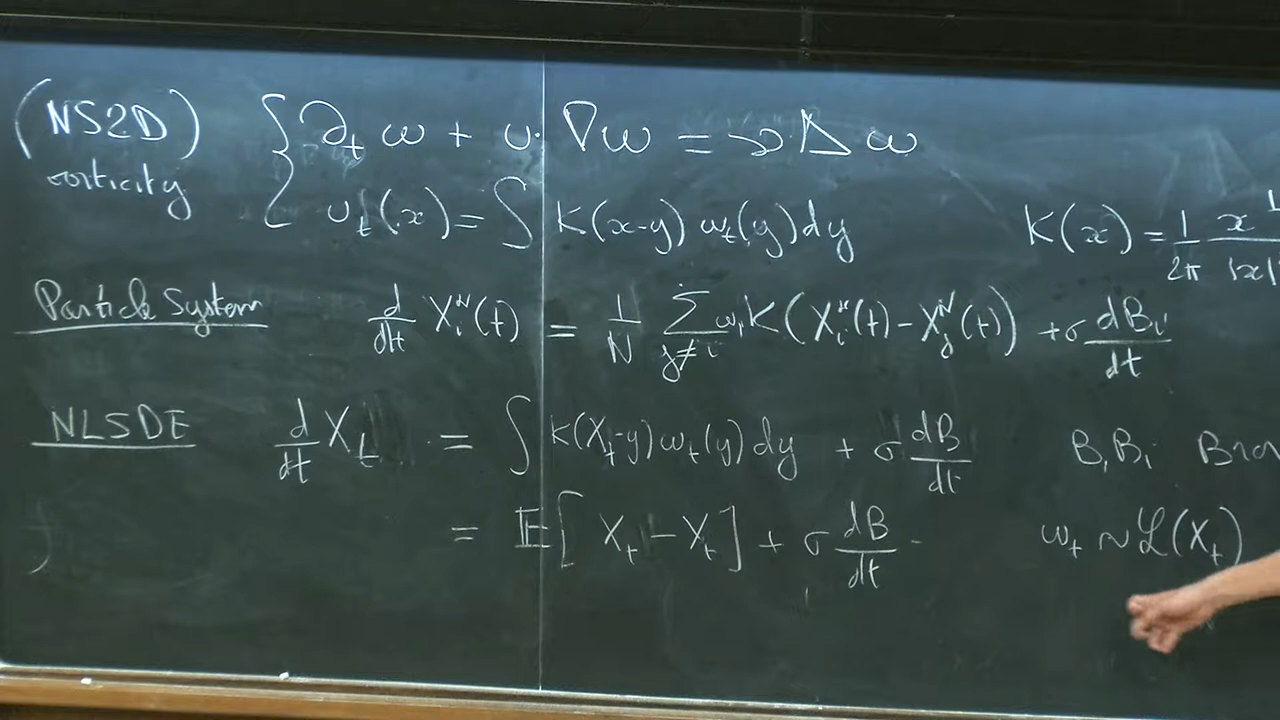 (NS2D) { ∂_t ω + u·∇ω = ν Δ ω
vorticity { u_t(x) = ∫ K(x-y) ω_t(y) dy K(x) = 1/2π x^⊥/|x|
Particle System d/dt X_i^N(t) = 1/N Σ_{j≠i} ω_i K(X_i^N(t) - X_j^N(t)) + σ dB_i/dt
NLSDE d/dt X_t = ∫ K(X_t-y) ω_t(y) dy + σ dB/dt B, B_i
= 𝔼[ X_t - X_t ] + σ dB/dt ω_t ~ ℒ(X_t)